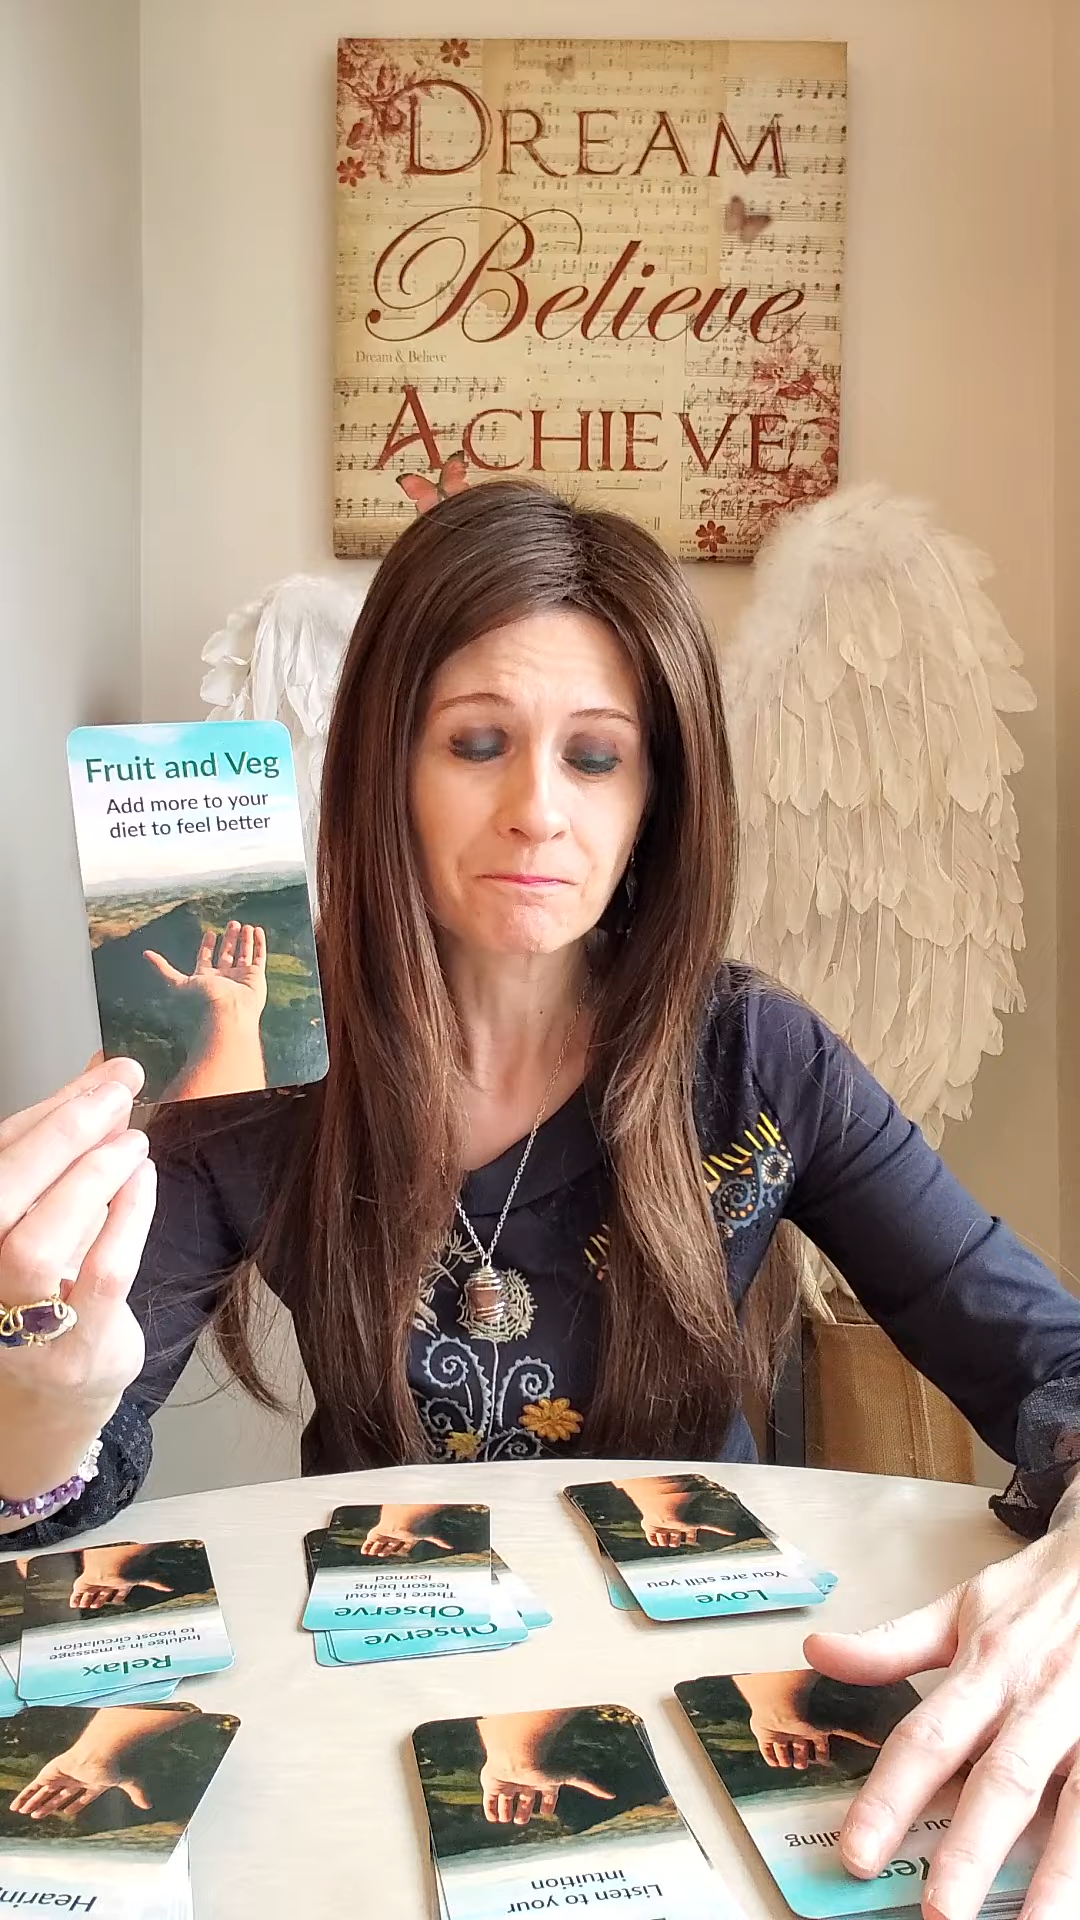 DREAM
Believe
Dream & Believe
ACHIEVE
Fruit and Veg
Add more to your
diet to feel better
You are still you
Love
There is a soul
lesson being
learned
Observe
Observe
Indulge in a massage
to boost circulation
Relax
Listen to your
intuition